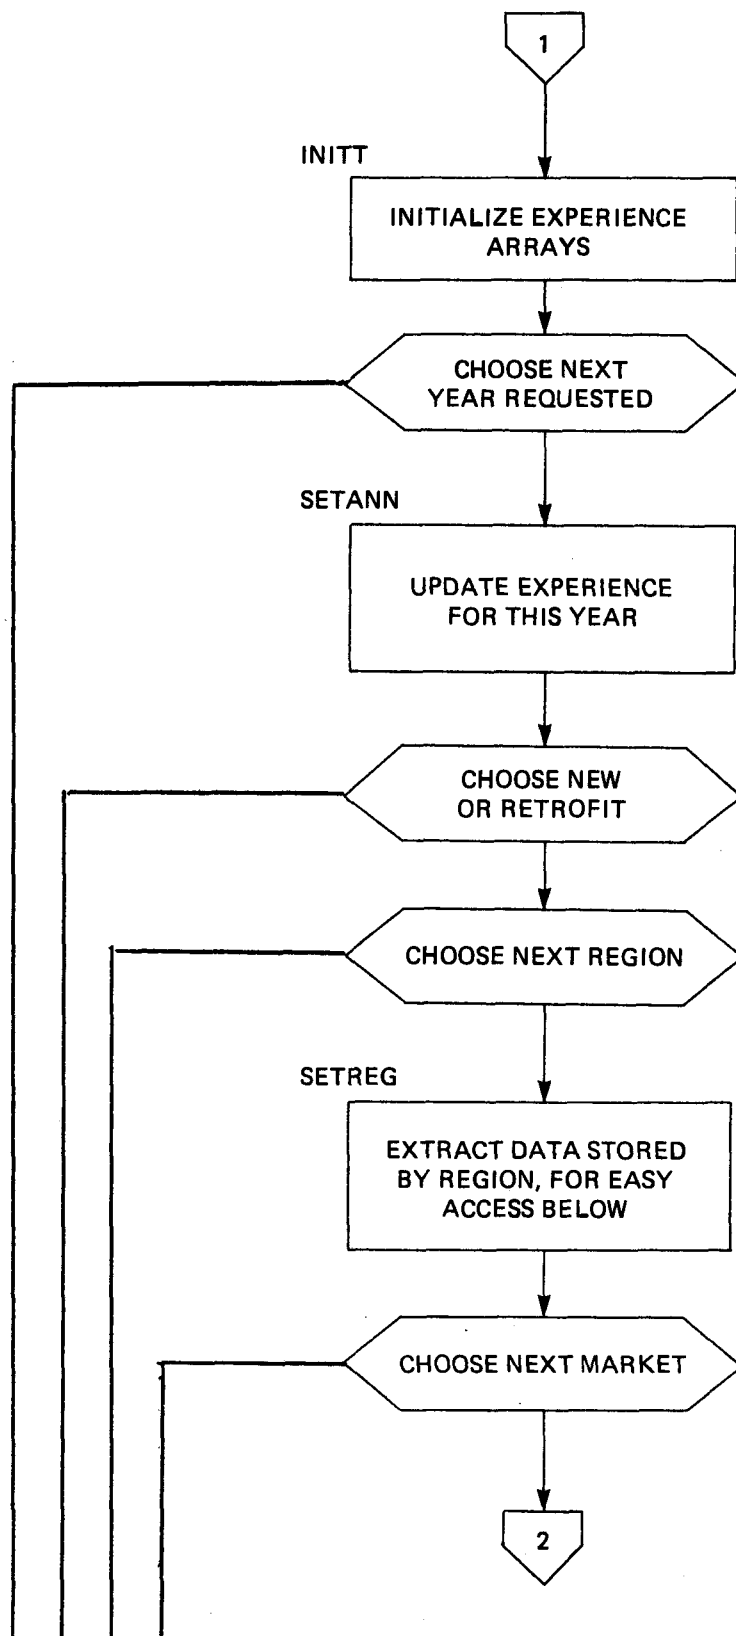 1
INITT
INITIALIZE EXPERIENCE
ARRAYS
CHOOSE NEXT
YEAR REQUESTED
SETANN
UPDATE EXPERIENCE
FOR THIS YEAR
CHOOSE NEW
OR RETROFIT
CHOOSE NEXT REGION
SETREG
EXTRACT DATA STORED
BY REGION, FOR EASY
ACCESS BELOW
CHOOSE NEXT MARKET
2